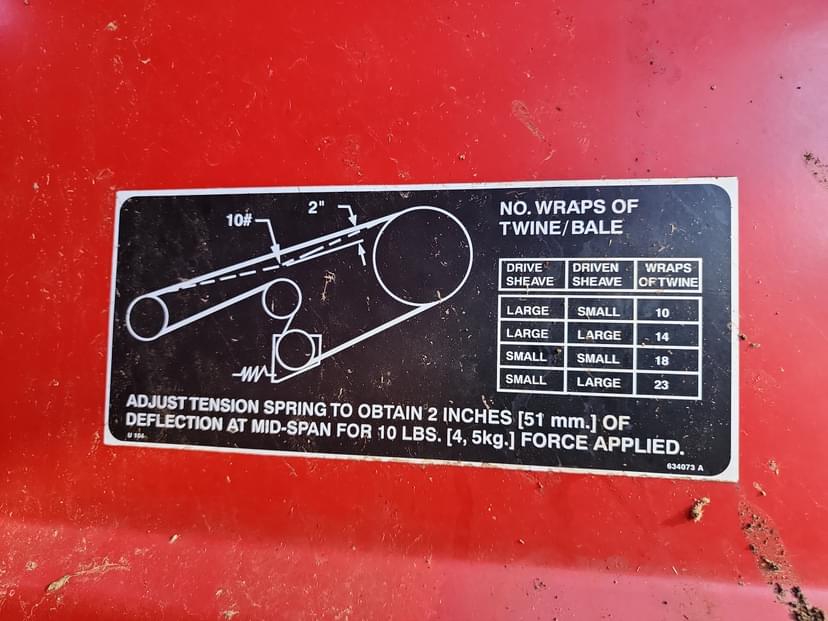 10#
2"
NO. WRAPS OF
TWINE/BALE
DRIVE SHEAVE DRIVEN SHEAVE WRAPS OF TWINE
LARGE SMALL 10
LARGE LARGE 14
SMALL SMALL 18
SMALL LARGE 23
ADJUST TENSION SPRING TO OBTAIN 2 INCHES [51 mm.] OF
DEFLECTION AT MID-SPAN FOR 10 LBS. [4, 5kg.] FORCE APPLIED.
634073 A